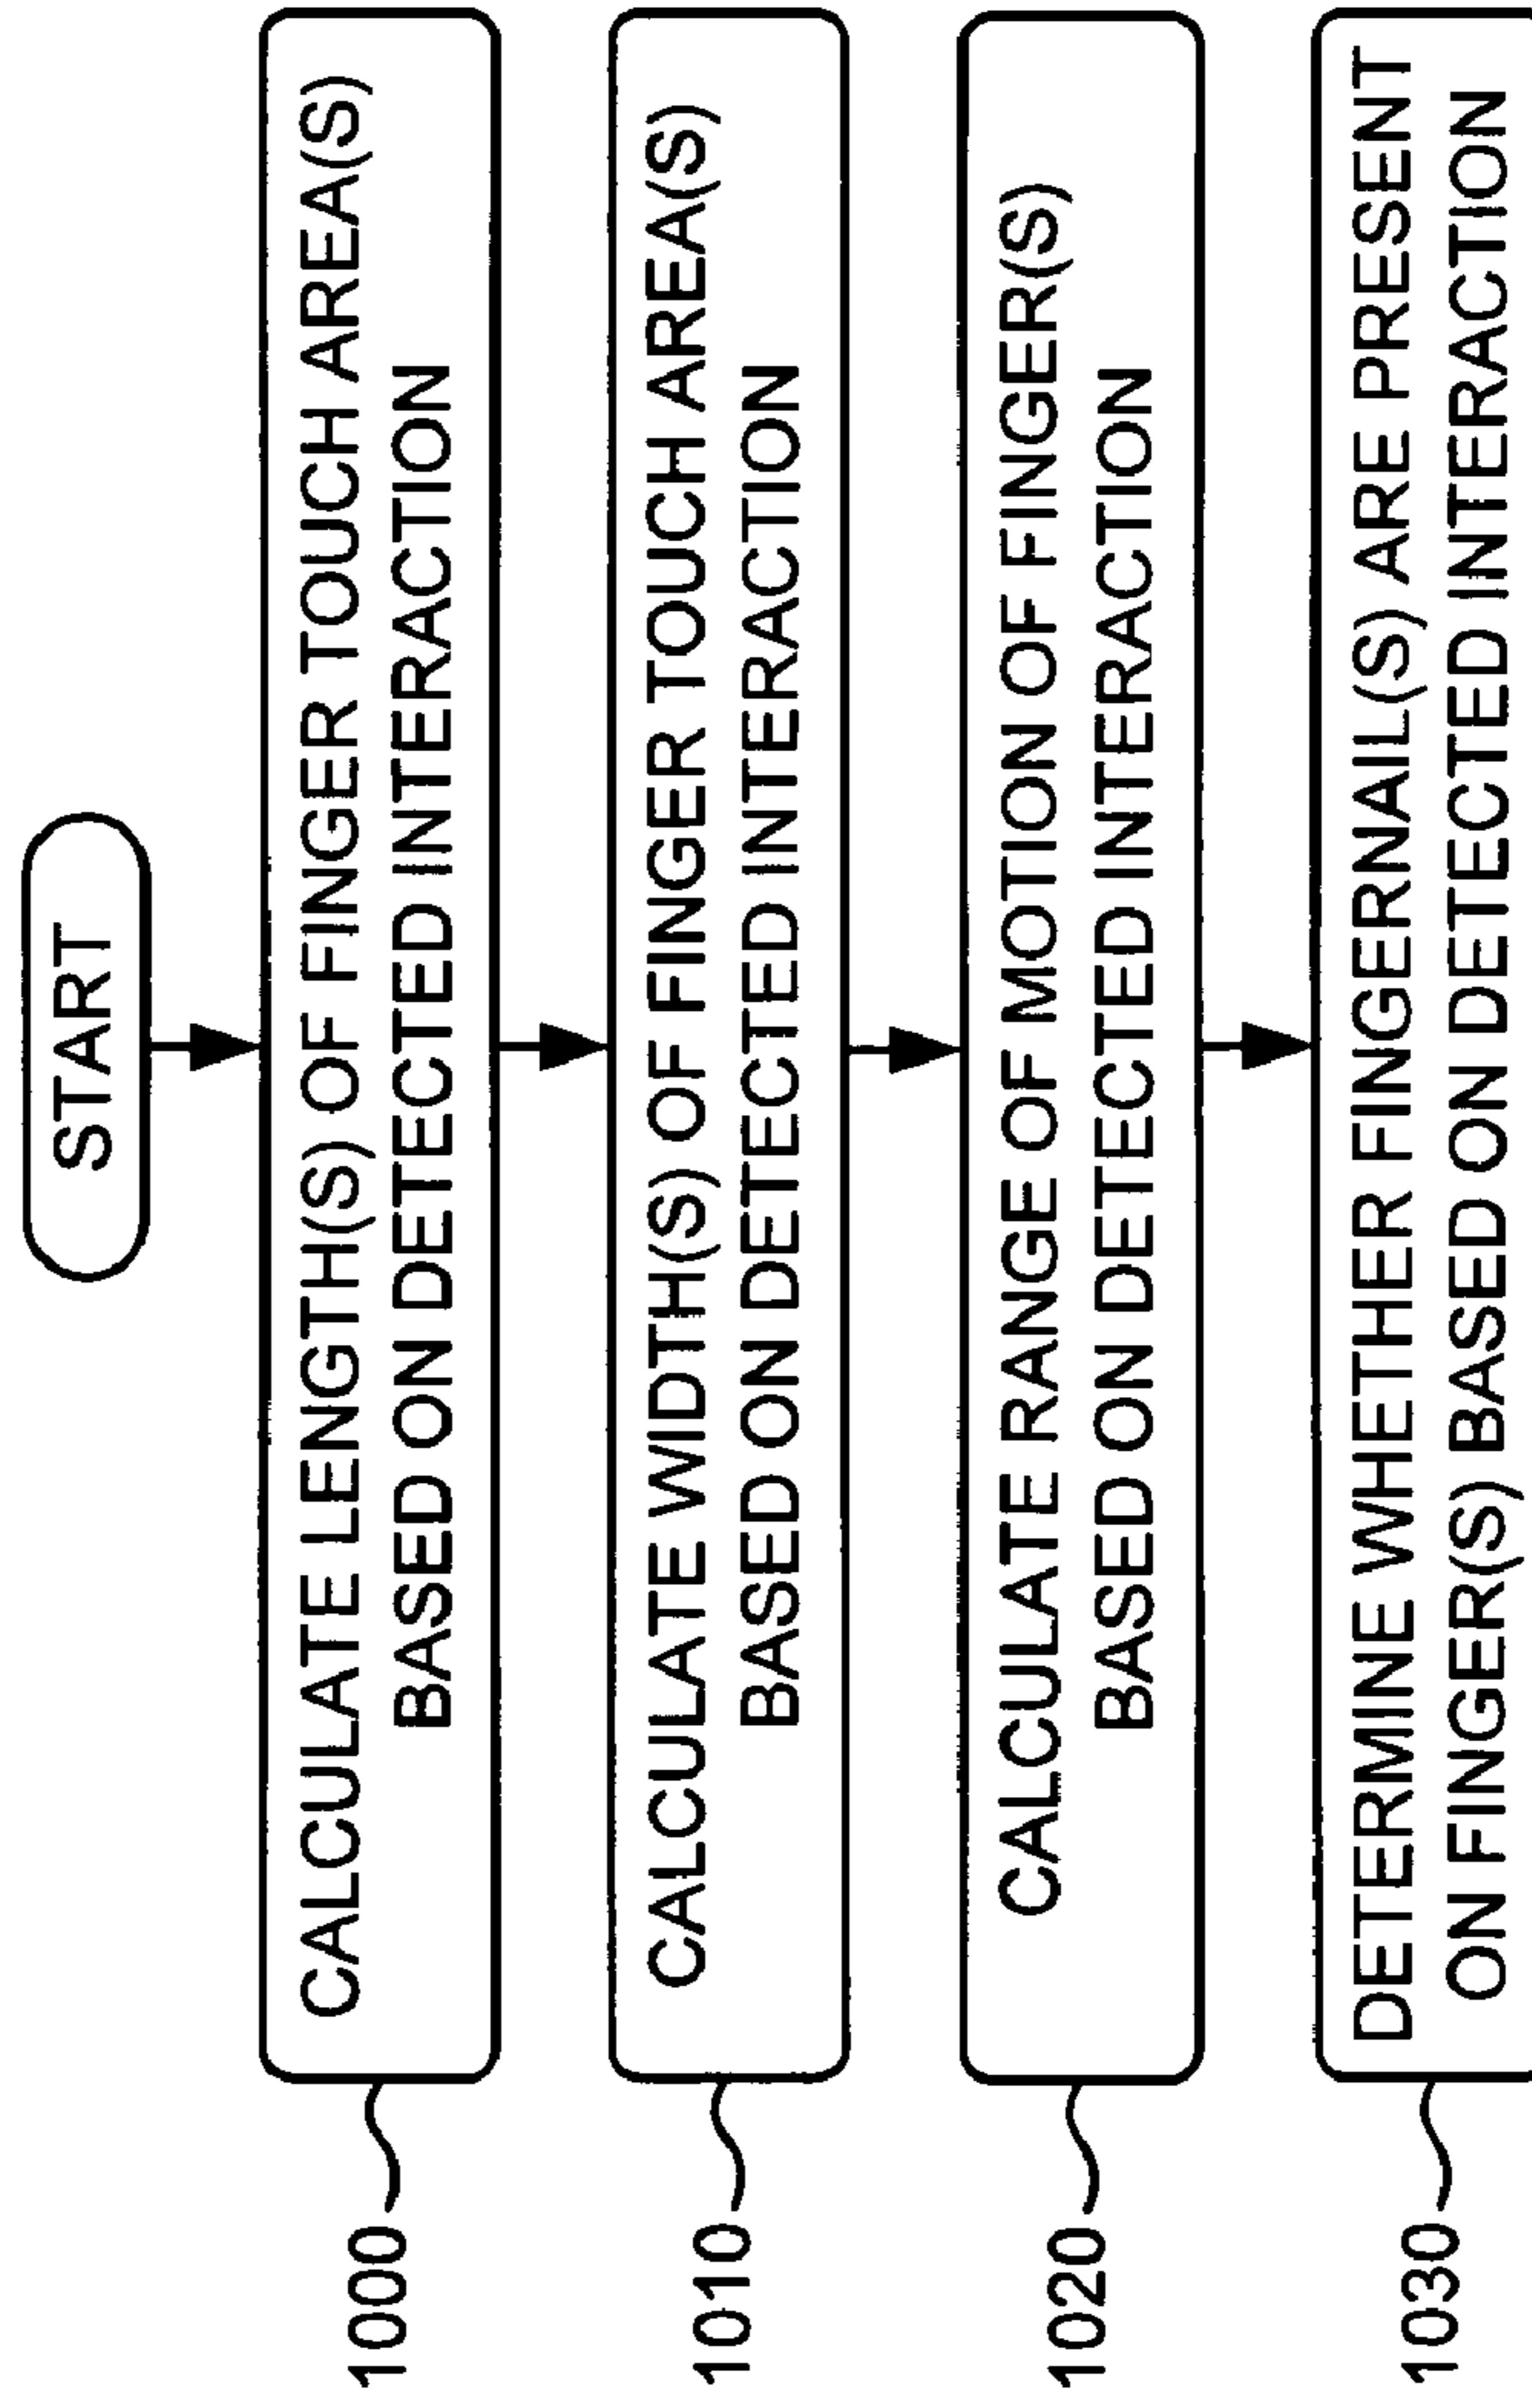 START
1000
CALCULATE LENGTH(S) OF FINGER TOUCH AREA(S)
BASED ON DETECTED INTERACTION
1010
CALCULATE WIDTH(S) OF FINGER TOUCH AREA(S)
BASED ON DETECTED INTERACTION
1020
CALCULATE RANGE OF MOTION OF FINGER(S)
BASED ON DETECTED INTERACTION
1030
DETERMINE WHETHER FINGERNAIL(S) ARE PRESENT
ON FINGER(S) BASED ON DETECTED INTERACTION